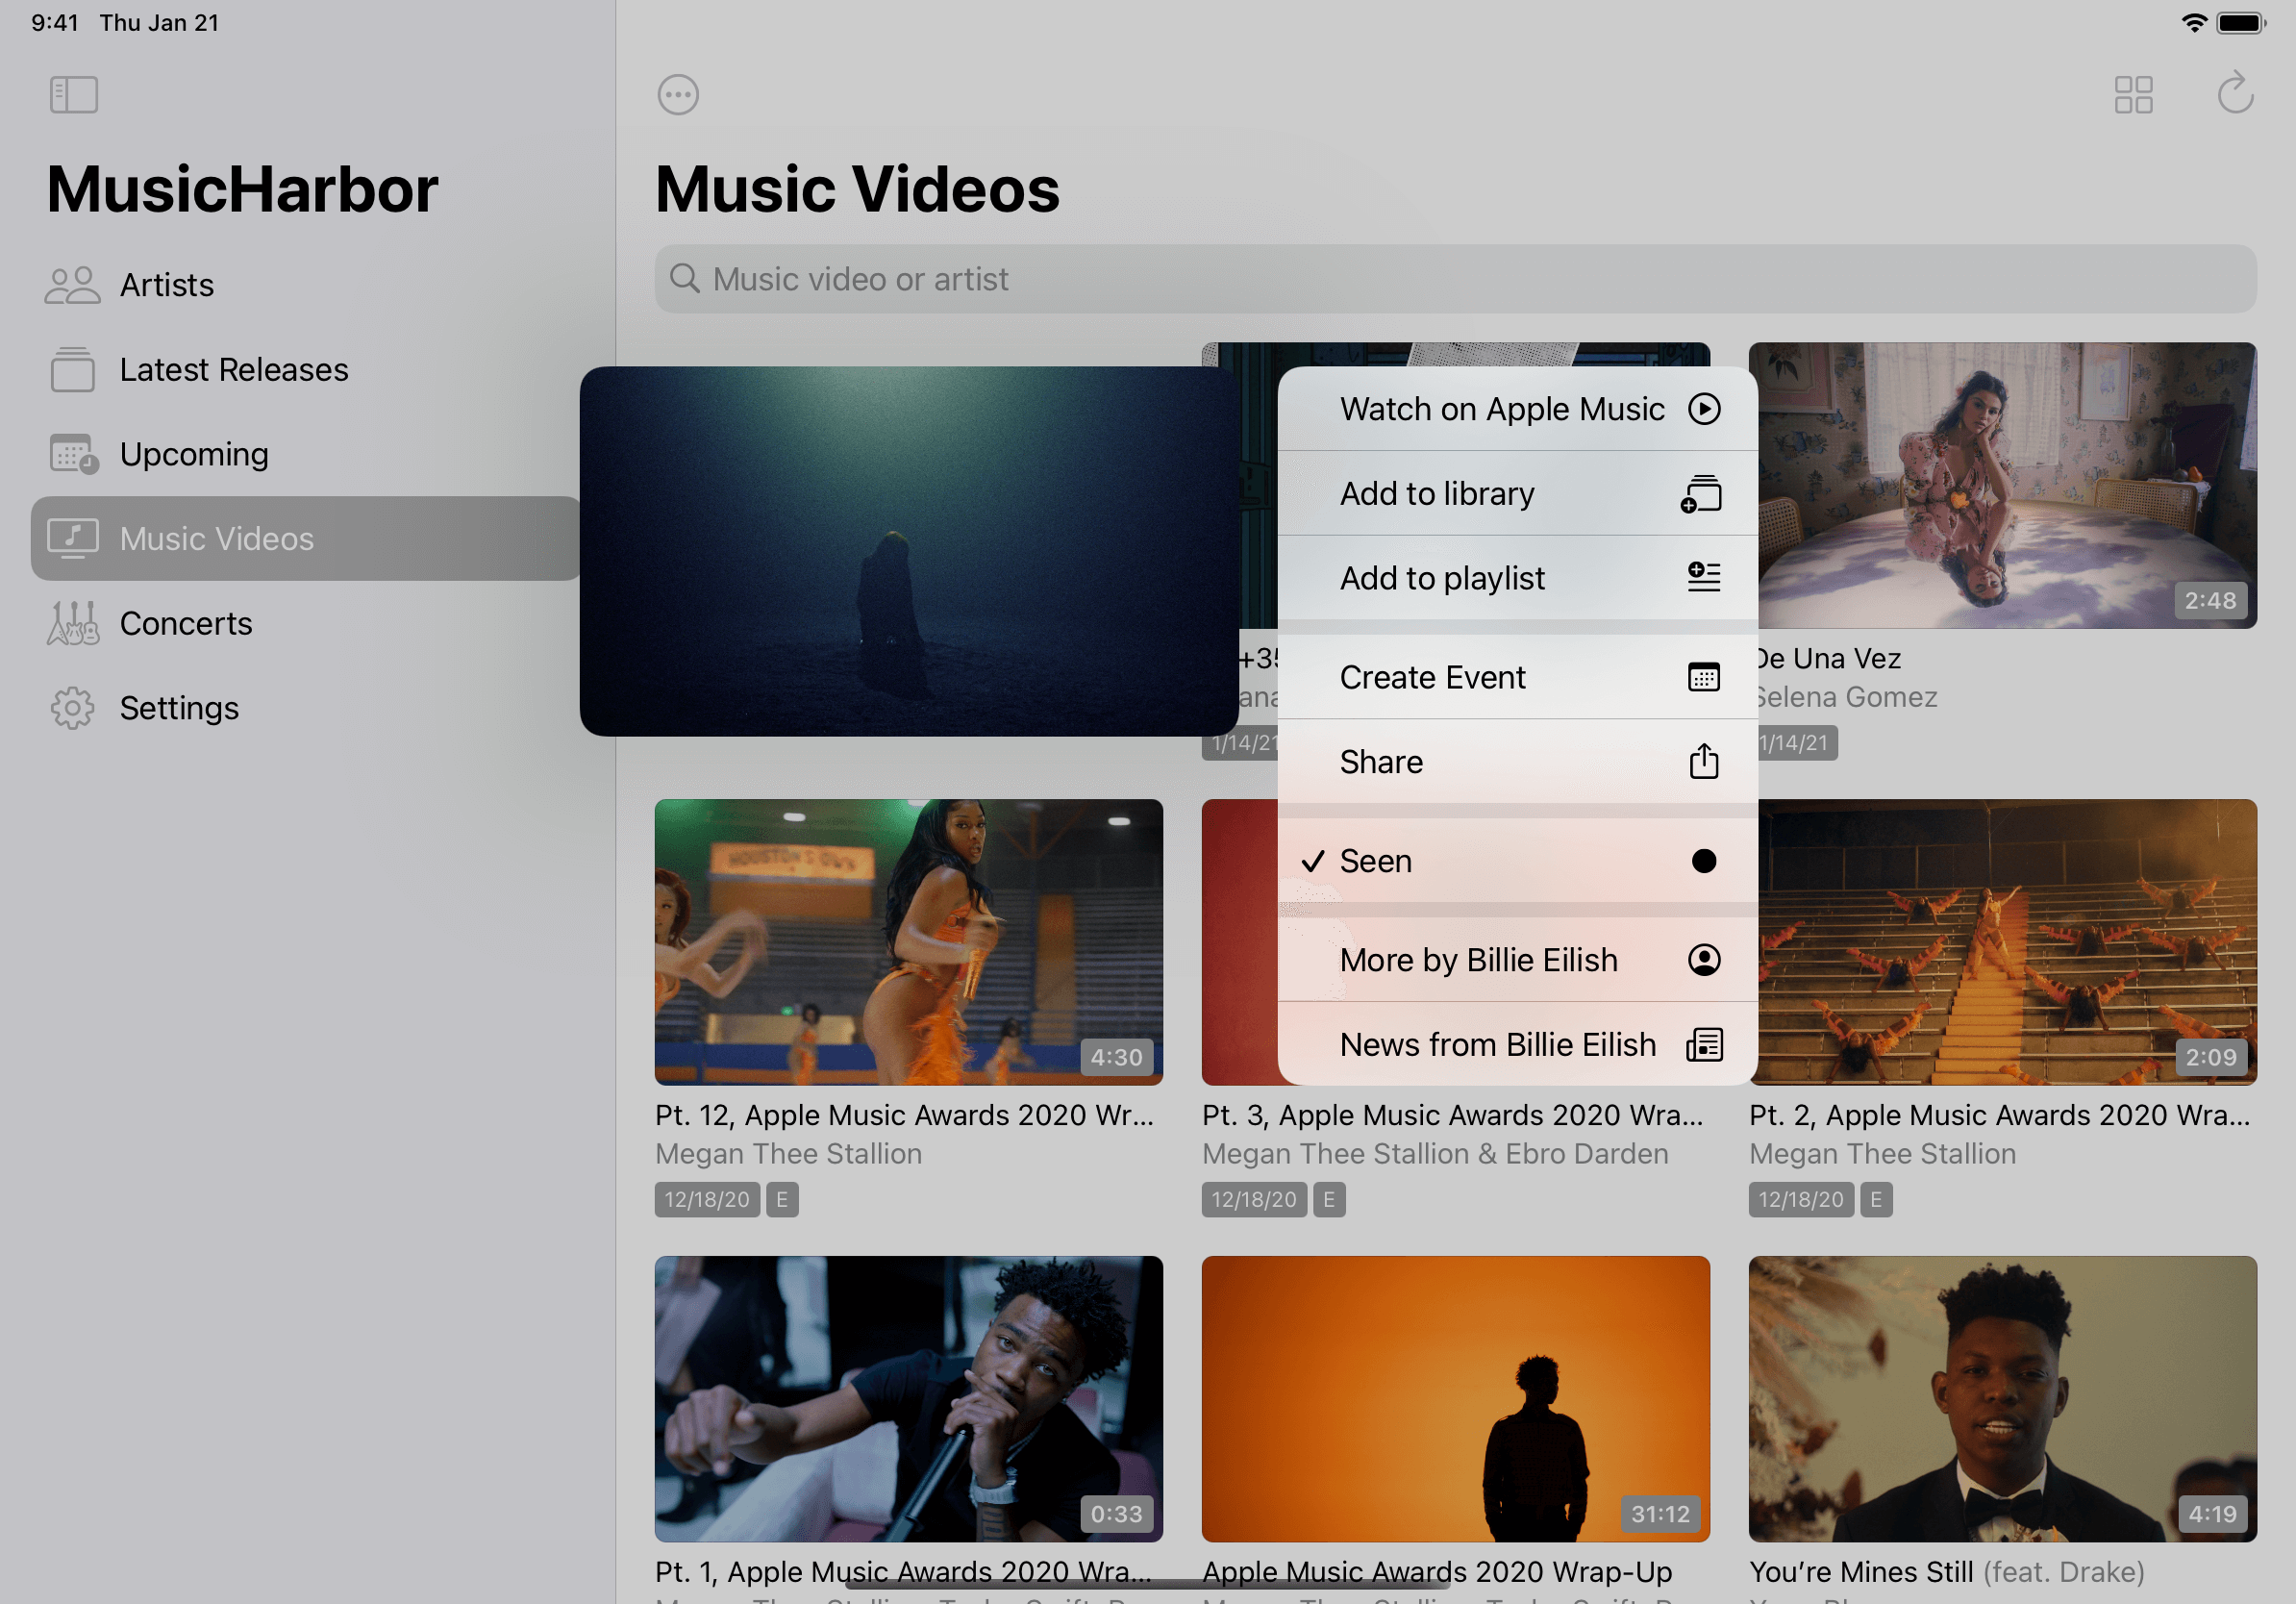 9:41 Thu Jan 21
MusicHarbor
Artists
Latest Releases
Upcoming
Music Videos
Concerts
Settings
Music Videos
Music video or artist
Watch on Apple Music
Add to library
Add to playlist
Create Event
Share
Seen
More by Billie Eilish
News from Billie Eilish
1/14/21
2:48
De Una Vez
Selena Gomez
1/14/21
HOUSTON'S OWN
4:30
Pt. 12, Apple Music Awards 2020 Wr...
Megan Thee Stallion
12/18/20 E
Pt. 3, Apple Music Awards 2020 Wra...
Megan Thee Stallion & Ebro Darden
12/18/20 E
2:09
Pt. 2, Apple Music Awards 2020 Wra...
Megan Thee Stallion
12/18/20 E
0:33
Pt. 1, Apple Music Awards 2020 Wra...
31:12
Apple Music Awards 2020 Wrap-Up
4:19
You're Mines Still (feat. Drake)